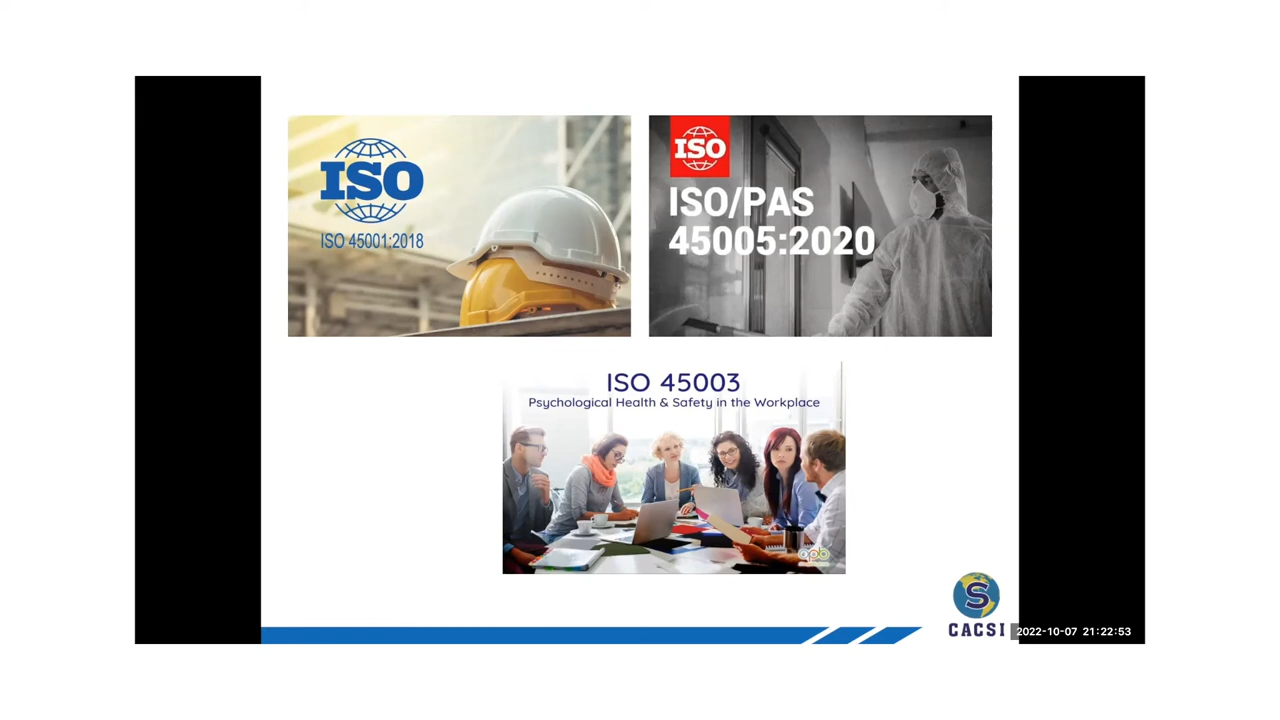 ISO
ISO 45001:2018
ISO
ISO/PAS
45005:2020
ISO 45003
Psychological Health & Safety in the Workplace
apb
S
CACSI
2022-10-07 21:22:53